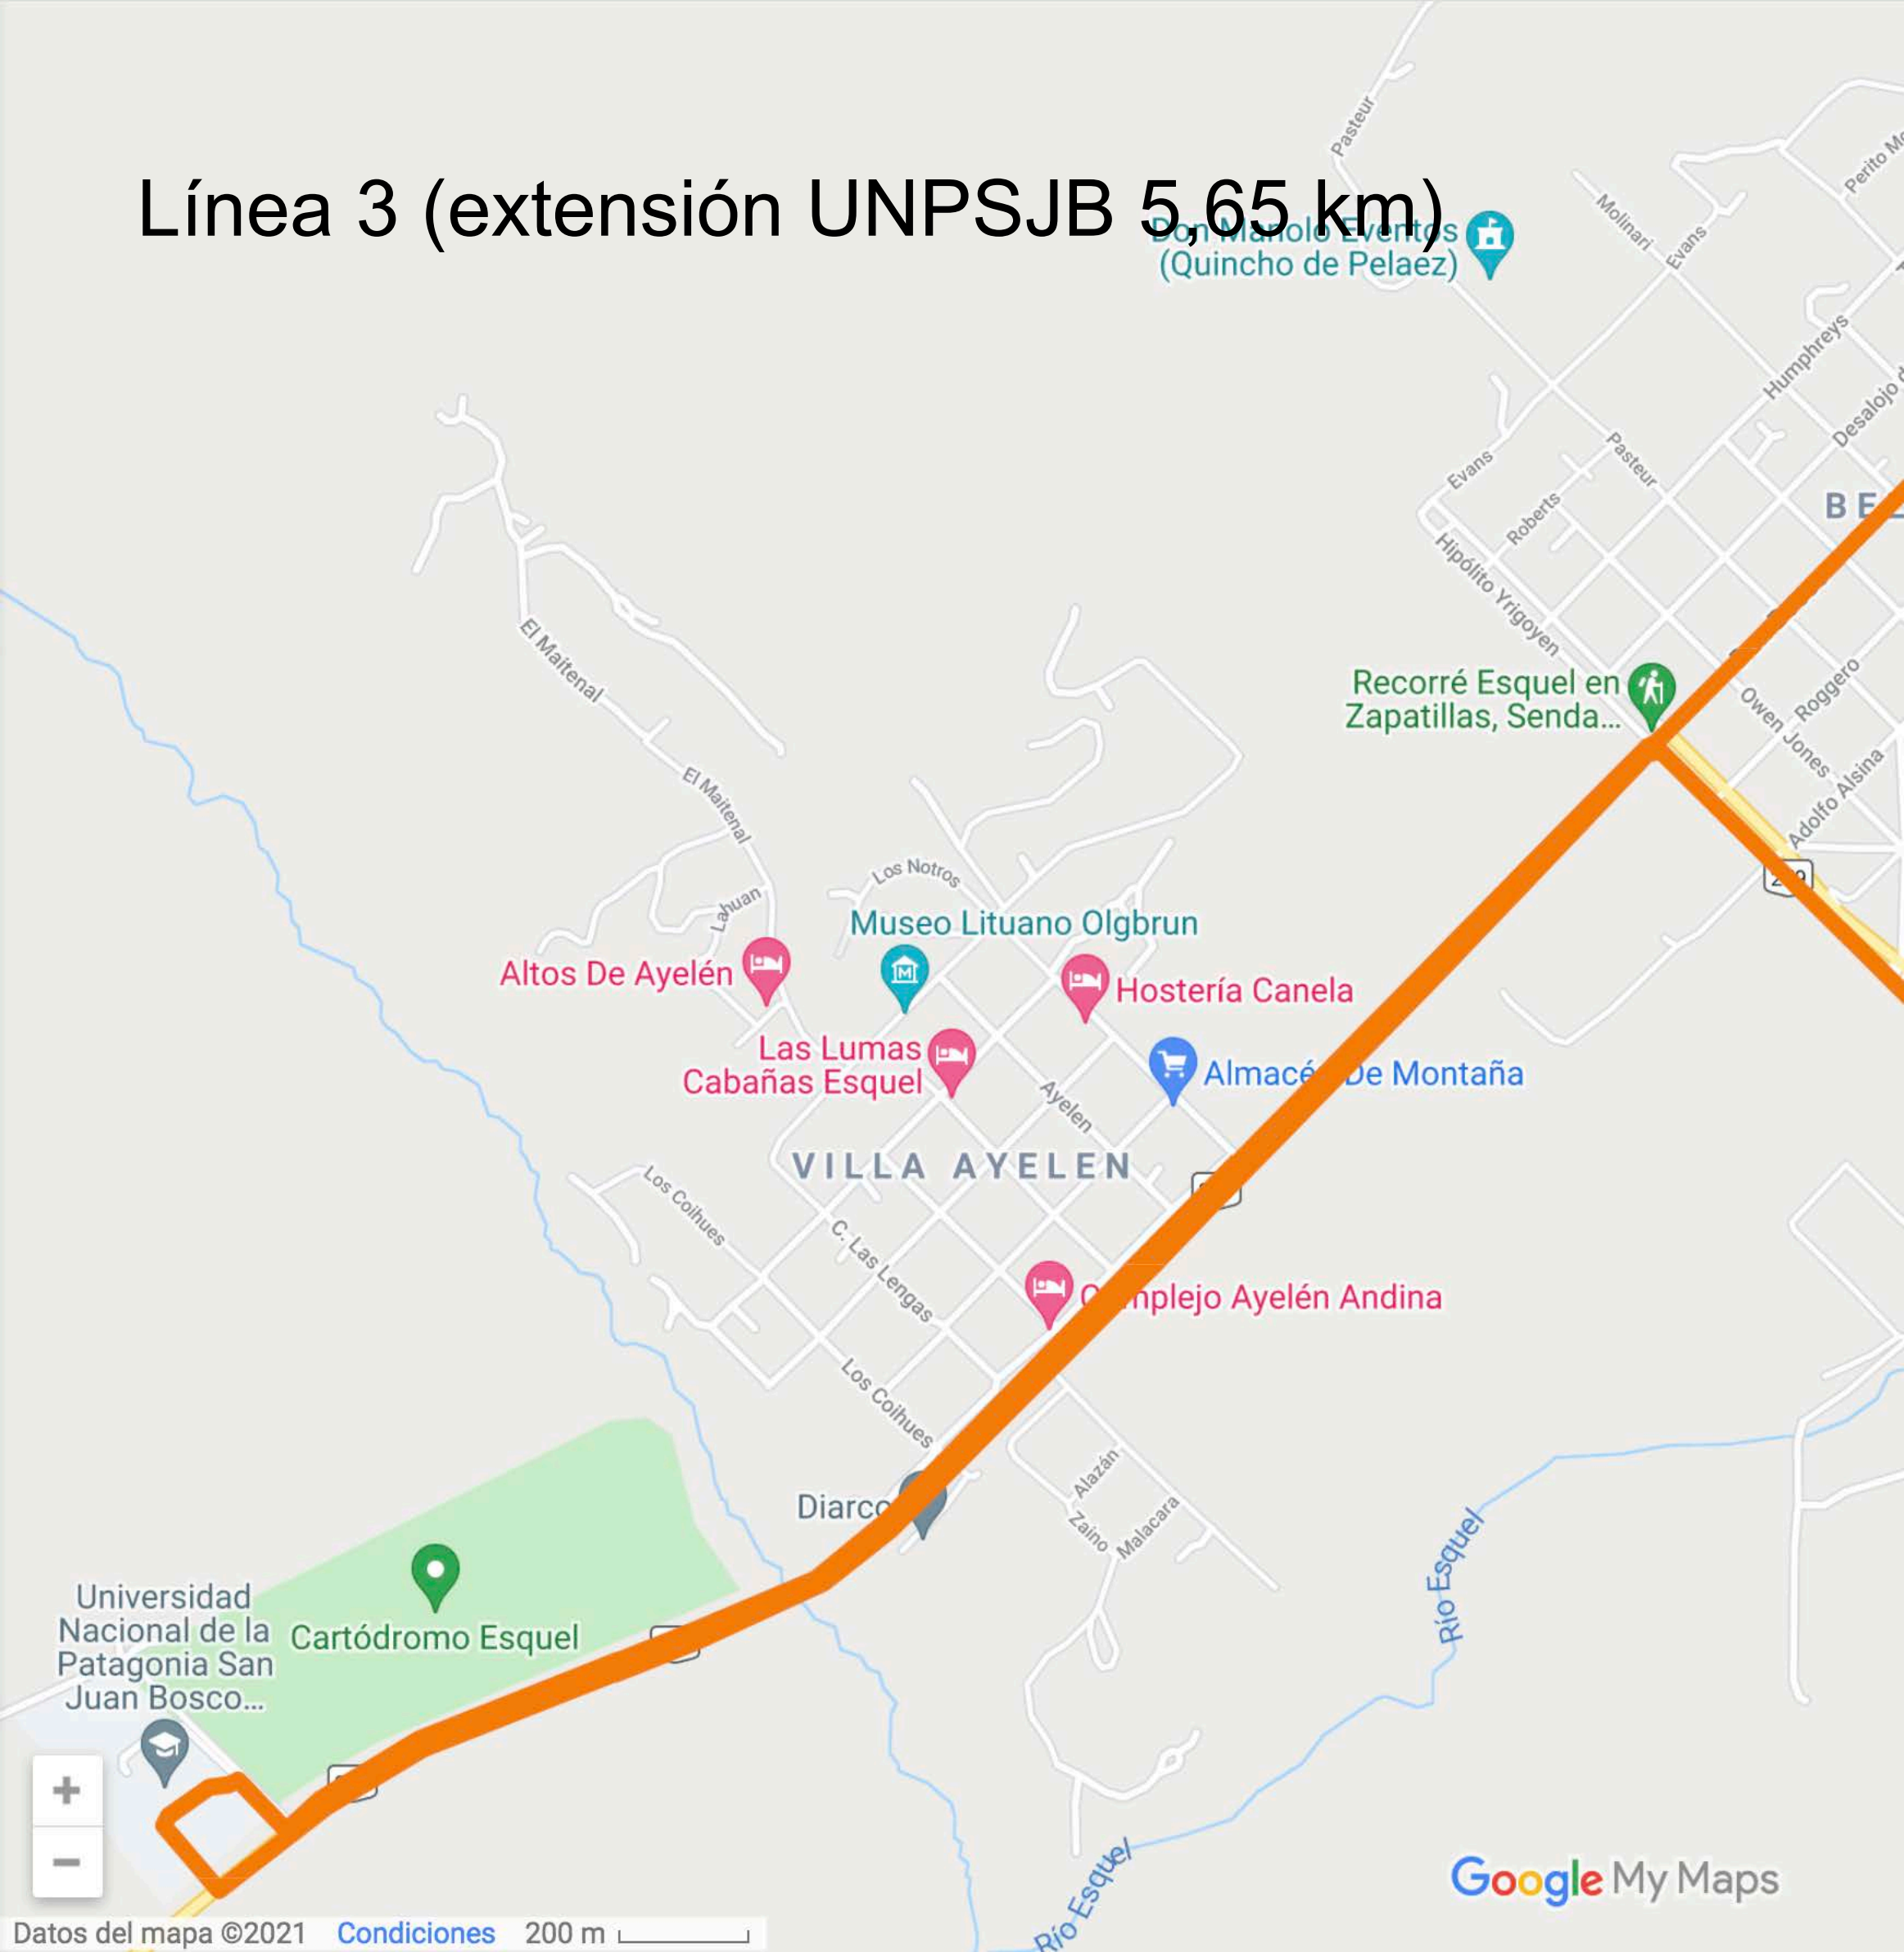 Línea 3 (extensión UNPSJB 5,65 km)
Pasteur
Perito
Molinari
Evans
Don Manolo Eventos
(Quincho de Pelaez)
Humphreys
Desalojo
Evans
Pasteur
Roberts
Hipólito Yrigoyen
El Maitenal
Recorré Esquel en
Zapatillas, Senda...
Owen Jones
Roggero
Adolfo Alsina
El Maitenal
Los Notros
Lahuan
Museo Lituano Olgbrun
Altos De Ayelén
Hostería Canela
Las Lumas
Cabañas Esquel
Almacén De Montaña
Ayelen
VILLA AYELEN
Los Coihues
C. Las Lengas
Complejo Ayelén Andina
Los Coihues
Diarco
Alazán
Zaino
Malacara
Río Esquel
Universidad
Nacional de la
Patagonia San
Juan Bosco...
Cartódromo Esquel
Río Esquel
+
−
Google My Maps
Datos del mapa ©2021 Condiciones 200 m